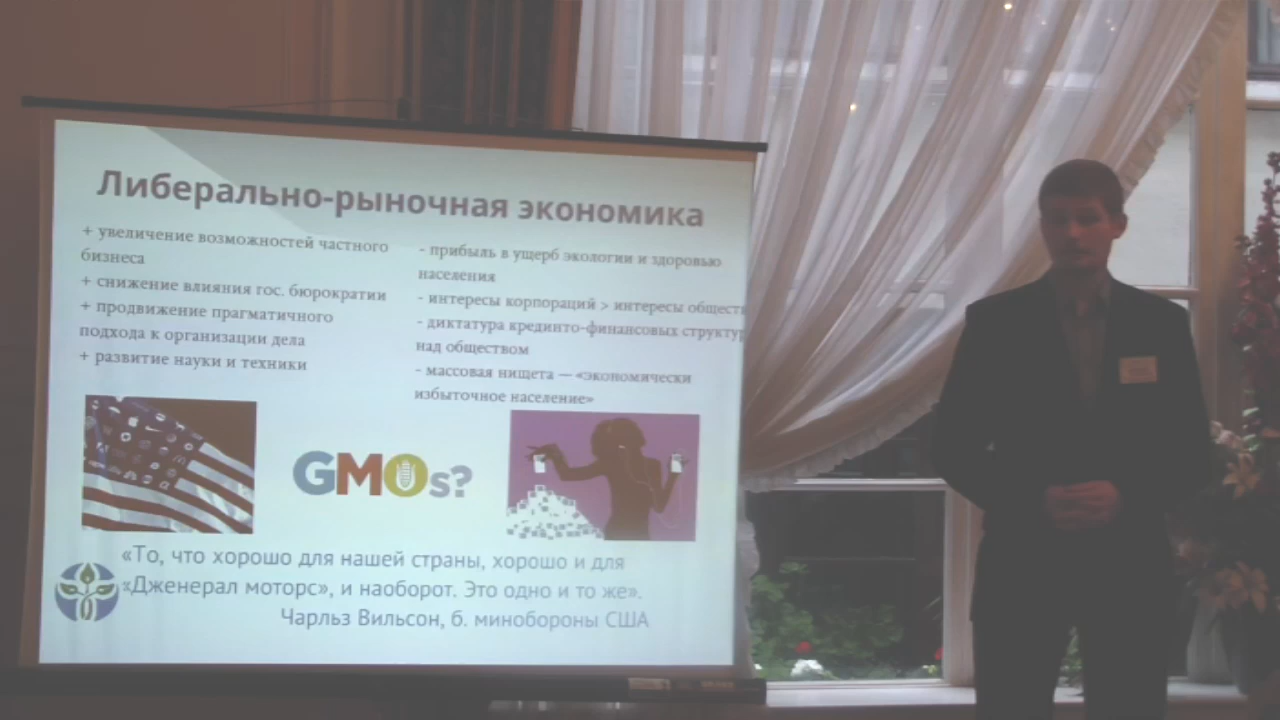 Либерально-рыночная экономика
+ увеличение возможностей частного
бизнеса
+ снижение влияния гос. бюрократии
+ продвижение прагматичного
подхода к организации дела
+ развитие науки и техники
- прибыль в ущерб экологии и здоровью
населения
- интересы корпораций > интересы общест
- диктатура крединто-финансовых структур
над обществом
- массовая нищета — «экономически
избыточное население»
GMOs?
«То, что хорошо для нашей страны, хорошо и для
«Дженерал моторс», и наоборот. Это одно и то же».
Чарльз Вильсон, б. минобороны США